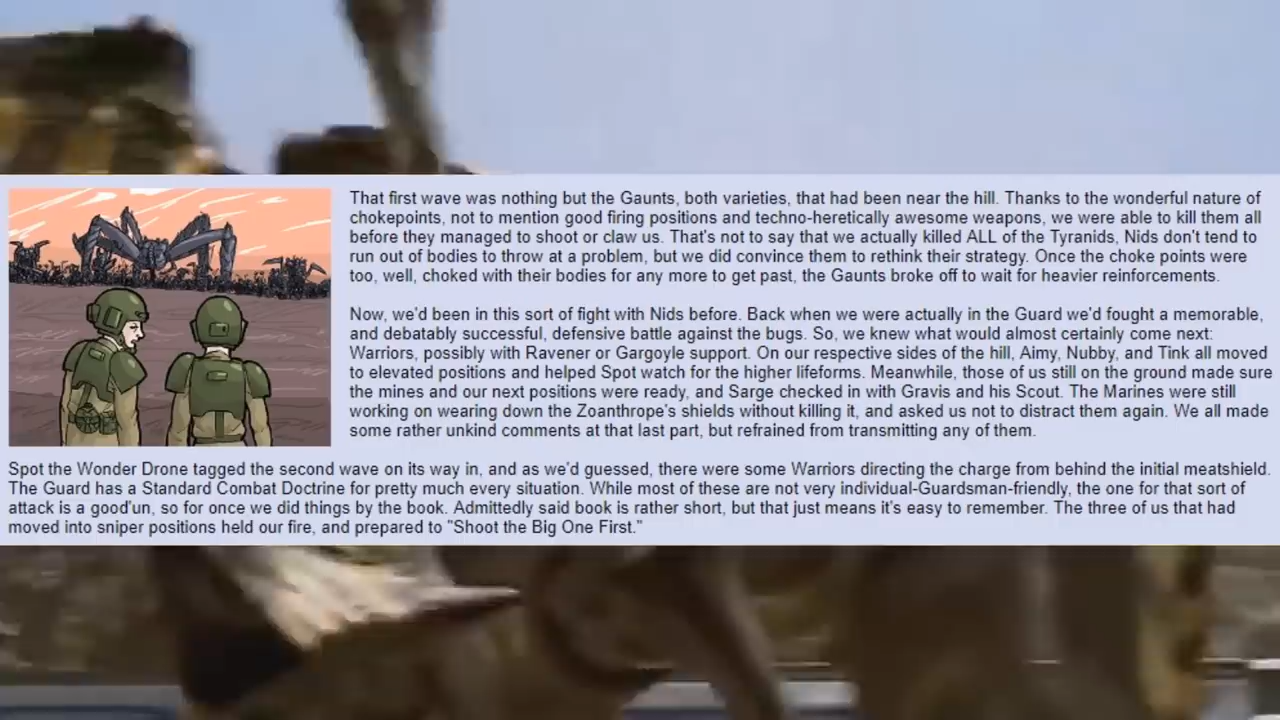 That first wave was nothing but the Gaunts, both varieties, that had been near the hill. Thanks to the wonderful nature of
chokepoints, not to mention good firing positions and techno-heretically awesome weapons, we were able to kill them all
before they managed to shoot or claw us. That's not to say that we actually killed ALL of the Tyranids, Nids don't tend to
run out of bodies to throw at a problem, but we did convince them to rethink their strategy. Once the choke points were
too, well, choked with their bodies for any more to get past, the Gaunts broke off to wait for heavier reinforcements.
Now, we'd been in this sort of fight with Nids before. Back when we were actually in the Guard we'd fought a memorable,
and debatably successful, defensive battle against the bugs. So, we knew what would almost certainly come next:
Warriors, possibly with Ravener or Gargoyle support. On our respective sides of the hill, Aimy, Nubby, and Tink all moved
to elevated positions and helped Spot watch for the higher lifeforms. Meanwhile, those of us still on the ground made sure
the mines and our next positions were ready, and Sarge checked in with Gravis and his Scout. The Marines were still
working on wearing down the Zoanthrope's shields without killing it, and asked us not to distract them again. We all made
some rather unkind comments at that last part, but refrained from transmitting any of them.
Spot the Wonder Drone tagged the second wave on its way in, and as we'd guessed, there were some Warriors directing the charge from behind the initial meatshield.
The Guard has a Standard Combat Doctrine for pretty much every situation. While most of these are not very individual-Guardsman-friendly, the one for that sort of
attack is a good'un, so for once we did things by the book. Admittedly said book is rather short, but that just means it's easy to remember. The three of us that had
moved into sniper positions held our fire, and prepared to "Shoot the Big One First."